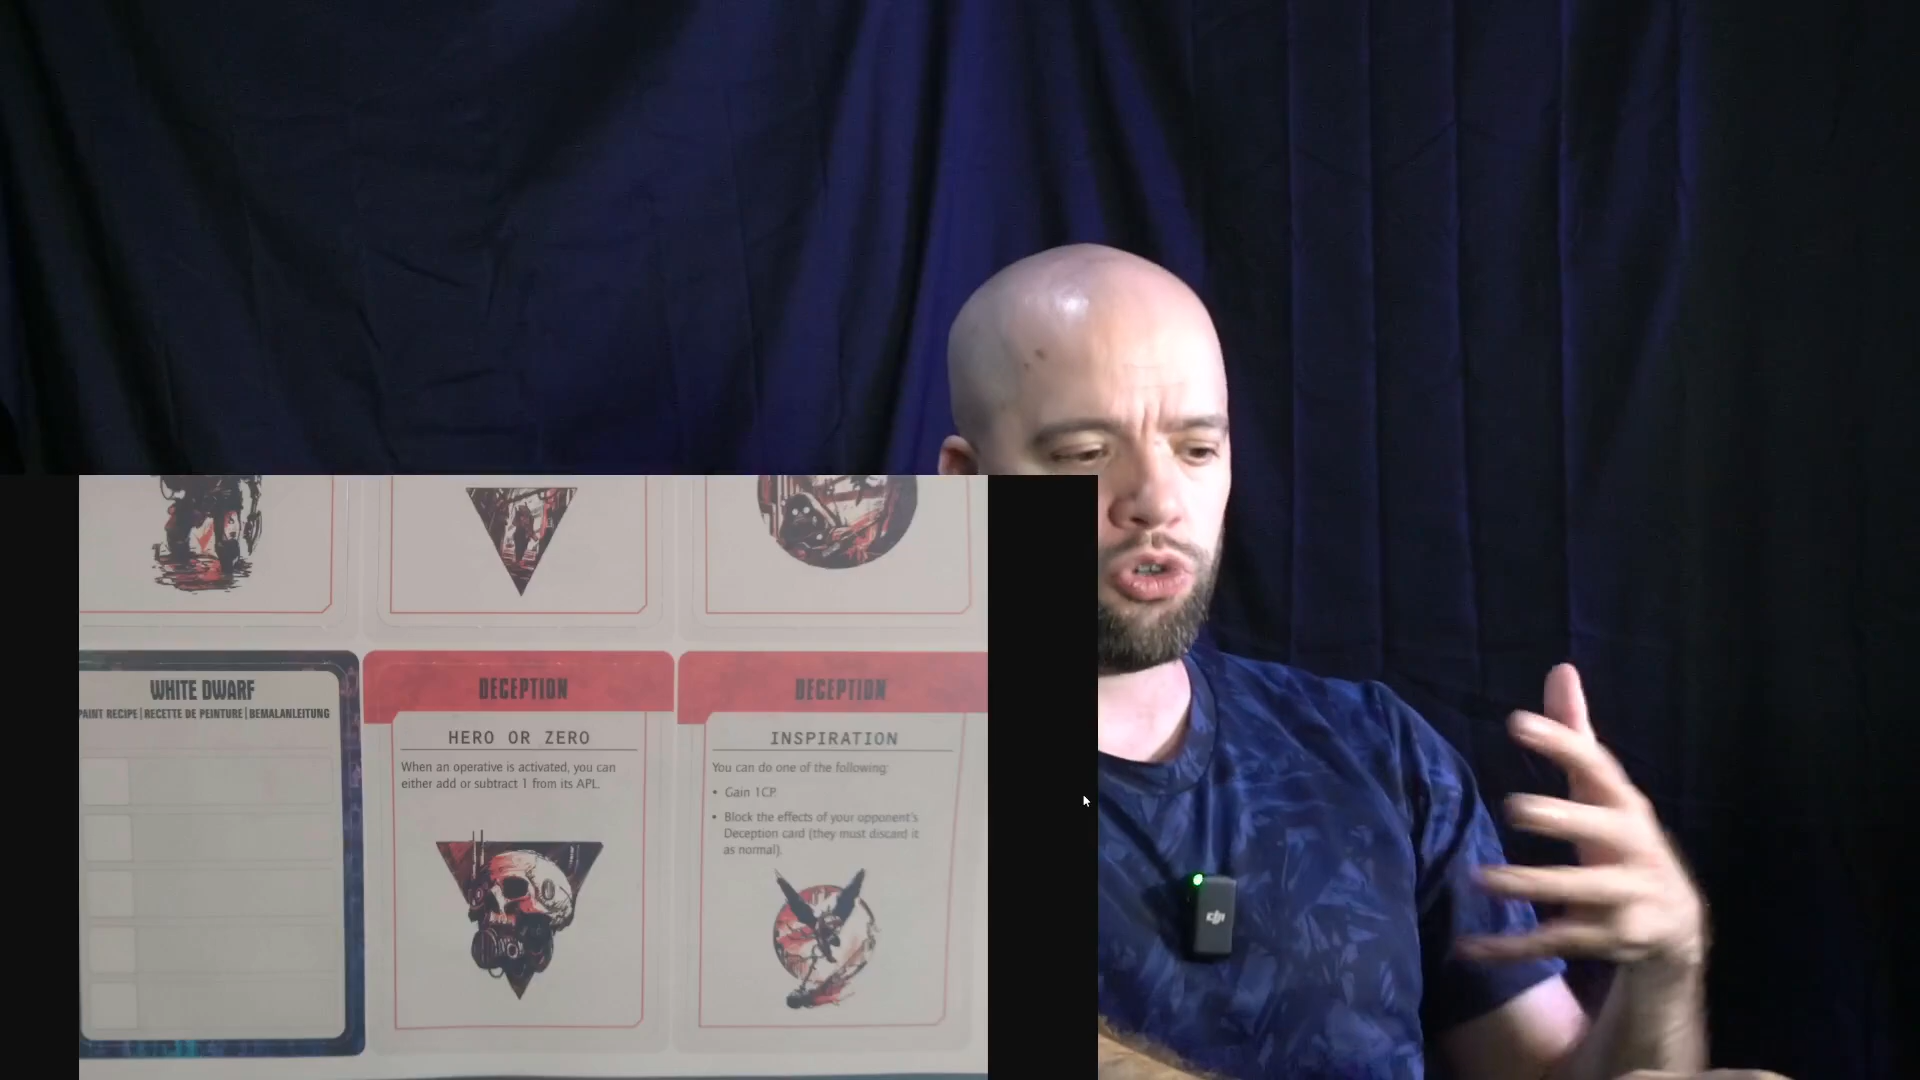 WHITE DWARF
PAINT RECIPE | RECETTE DE PEINTURE | BEMALANLEITUNG
DECEPTION
HERO OR ZERO
When an operative is activated, you can
either add or subtract 1 from its APL.
DECEPTION
INSPIRATION
You can do one of the following:
• Gain 1CP.
• Block the effects of your opponent's
Deception card (they must discard it
as normal).
dji